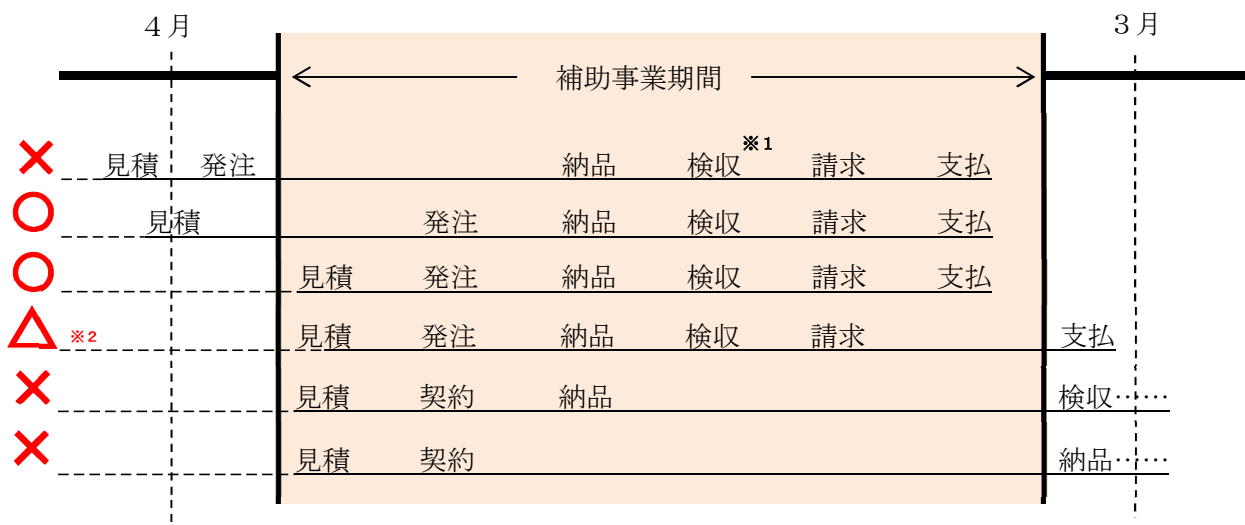 ４月 ３月
補助事業期間
× 見積 発注 納品 検収※1 請求 支払
○ 見積 発注 納品 検収 請求 支払
○ 見積 発注 納品 検収 請求 支払
△ ※2 見積 発注 納品 検収 請求 支払
× 見積 契約 納品 検収……
× 見積 契約 納品……